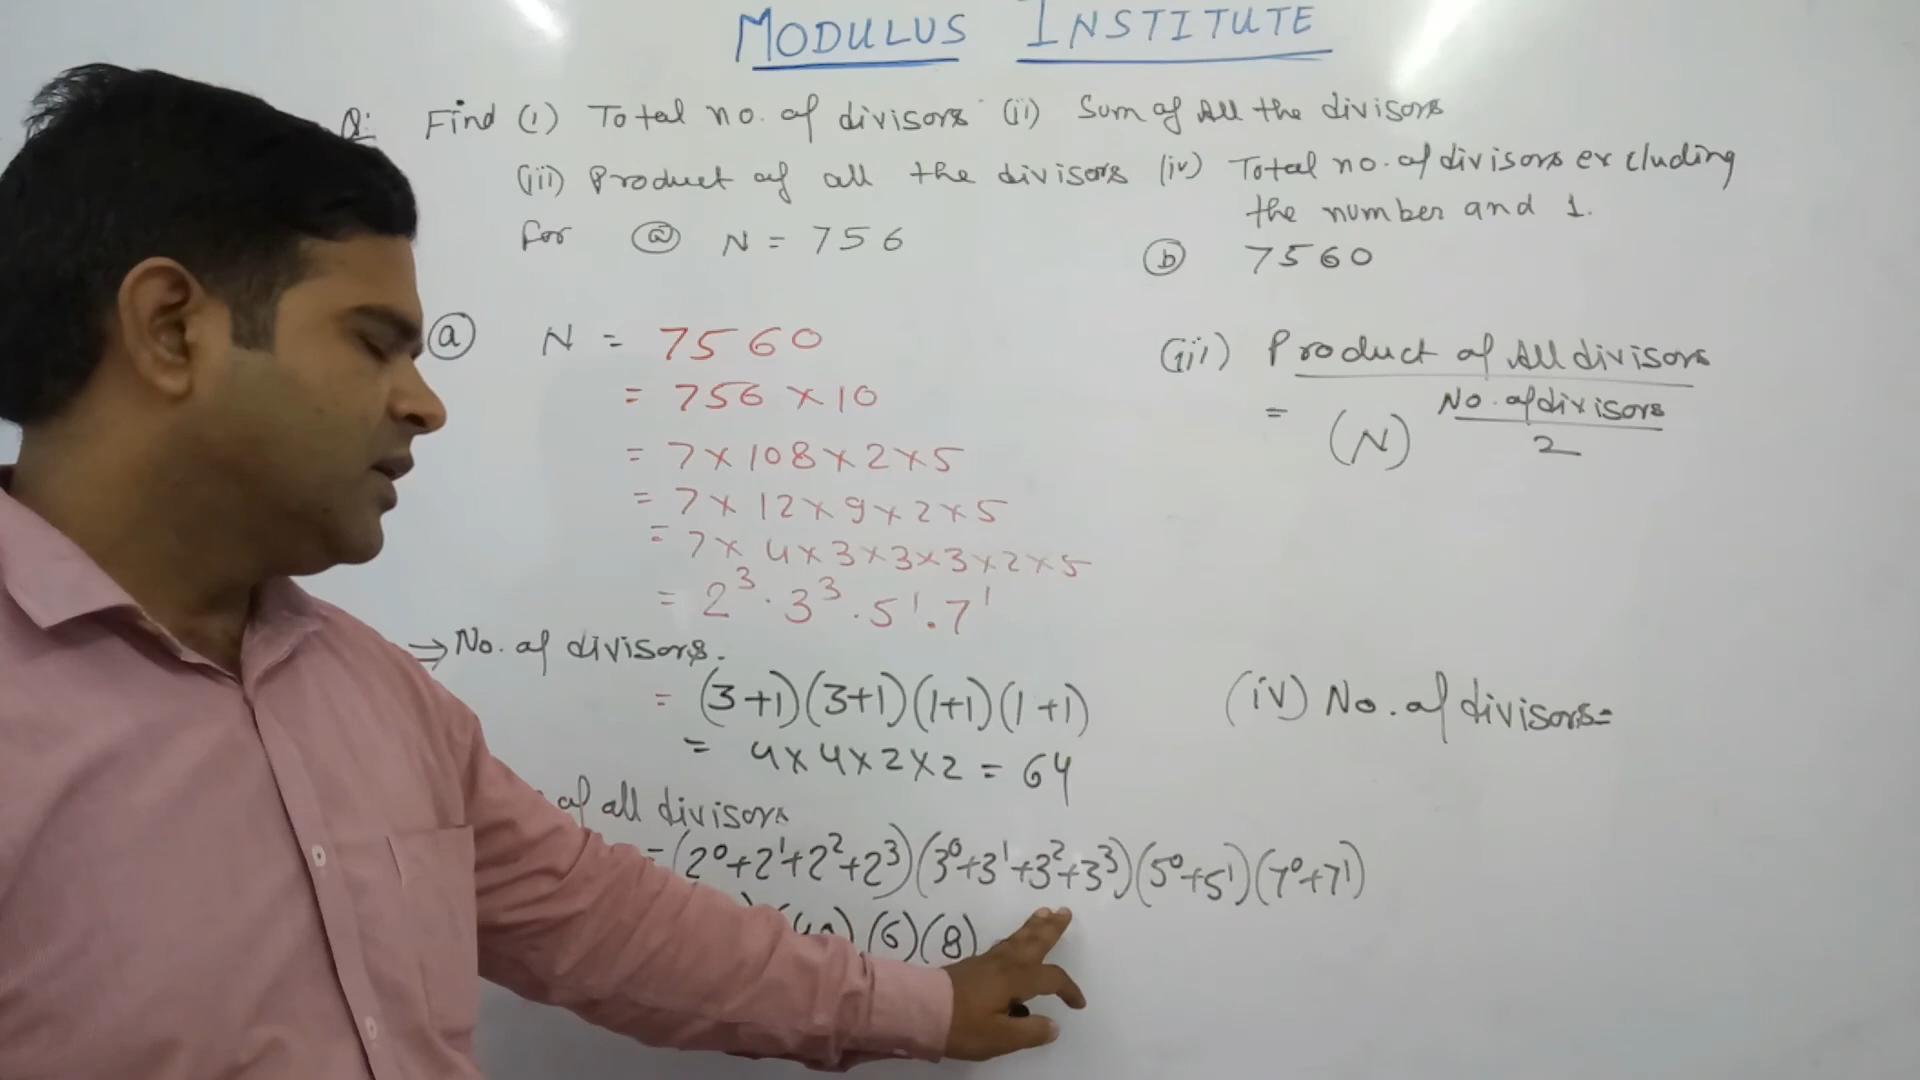 MODULUS INSTITUTE
Q: Find (i) Total no. of divisors (ii) Sum of All the divisors
(iii) Product of all the divisors (iv) Total no. of divisors excluding
the number and 1.
for ⓐ N = 756
ⓑ 7560
ⓐ N = 7560
= 756 × 10
= 7 × 108 × 2 × 5
= 7 × 12 × 9 × 2 × 5
= 7 × 4 × 3 × 3 × 3 × 2 × 5
= 2³ · 3³ · 5¹ · 7¹
⇒ No. of divisors.
= (3+1)(3+1)(1+1)(1+1)
= 4 × 4 × 2 × 2 = 64
of all divisors
= (2⁰+2¹+2²+2³)(3⁰+3¹+3²+3³)(5⁰+5¹)(7⁰+7¹)
(6)(8)
(iii) Product of All divisors
= (N)^(No. of divisors/2)
(iv) No. of divisors=